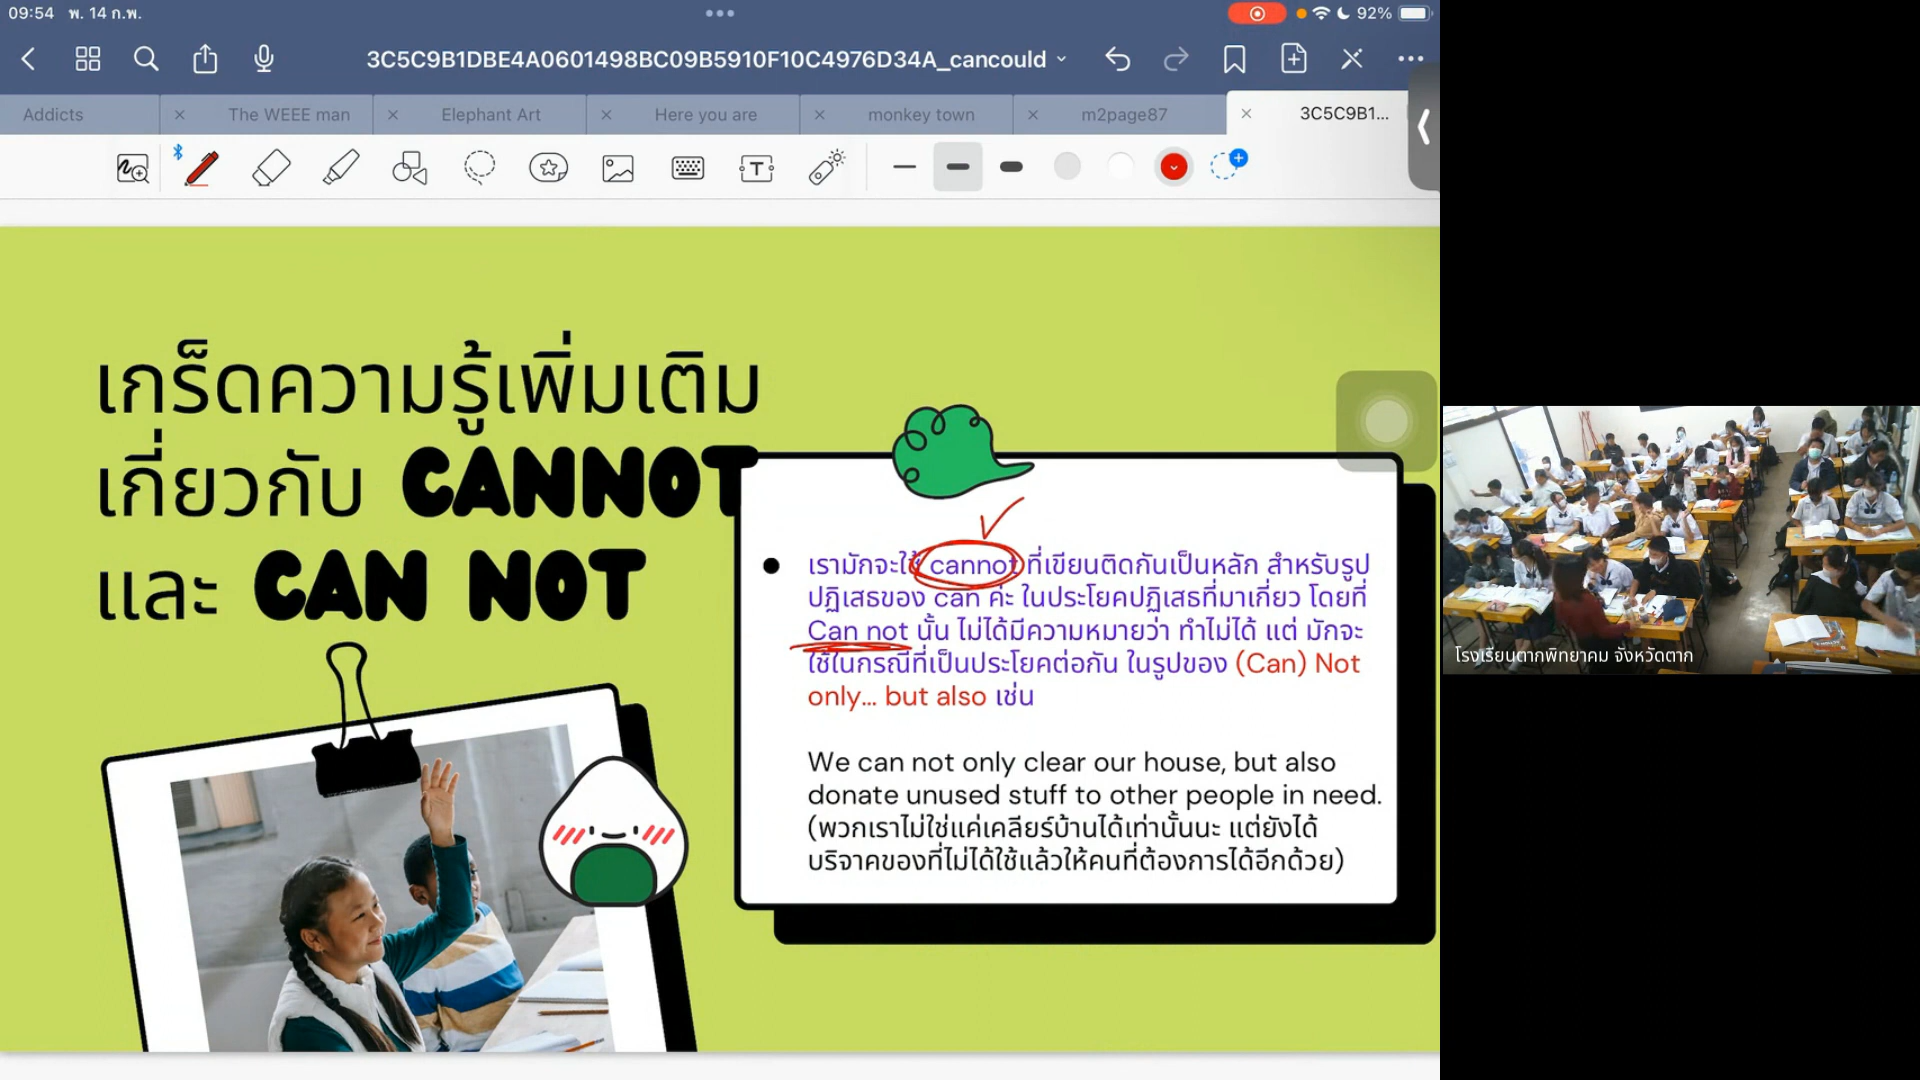 09:54 พ. 14 ก.พ.
92%
3C5C9B1DBE4A0601498BC09B5910F10C4976D34A_cancould
Addicts
The WEEE man
Elephant Art
Here you are
monkey town
m2page87
3C5C9B1...
เกร็ดความรู้เพิ่มเติม
เกี่ยวกับ CANNOT
และ CAN NOT
เรามักจะใช้ cannot ที่เขียนติดกันเป็นหลัก สำหรับรูป
ปฏิเสธของ can ค่ะ ในประโยคปฏิเสธที่มาเกี่ยว โดยที่
Can not นั้น ไม่ได้มีความหมายว่า ทำไม่ได้ แต่ มักจะ
ใช้ในกรณีที่เป็นประโยคต่อกัน ในรูปของ (Can) Not
only... but also เช่น
We can not only clear our house, but also
donate unused stuff to other people in need.
(พวกเราไม่ใช่แค่เคลียร์บ้านได้เท่านั้นนะ แต่ยังได้
บริจาคของที่ไม่ได้ใช้แล้วให้คนที่ต้องการได้อีกด้วย)
โรงเรียนตากพิทยาคม จังหวัดตาก